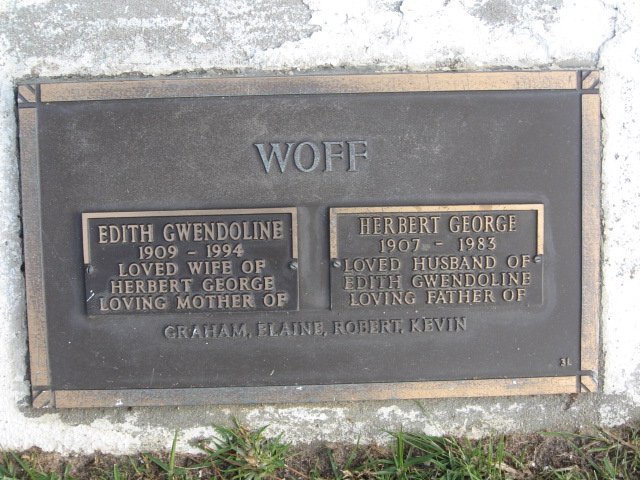 WOFF
EDITH GWENDOLINE
1909 - 1994
LOVED WIFE OF
HERBERT GEORGE
LOVING MOTHER OF
HERBERT GEORGE
1907 - 1983
LOVED HUSBAND OF
EDITH GWENDOLINE
LOVING FATHER OF
GRAHAM, ELAINE, ROBERT, KEVIN
3L